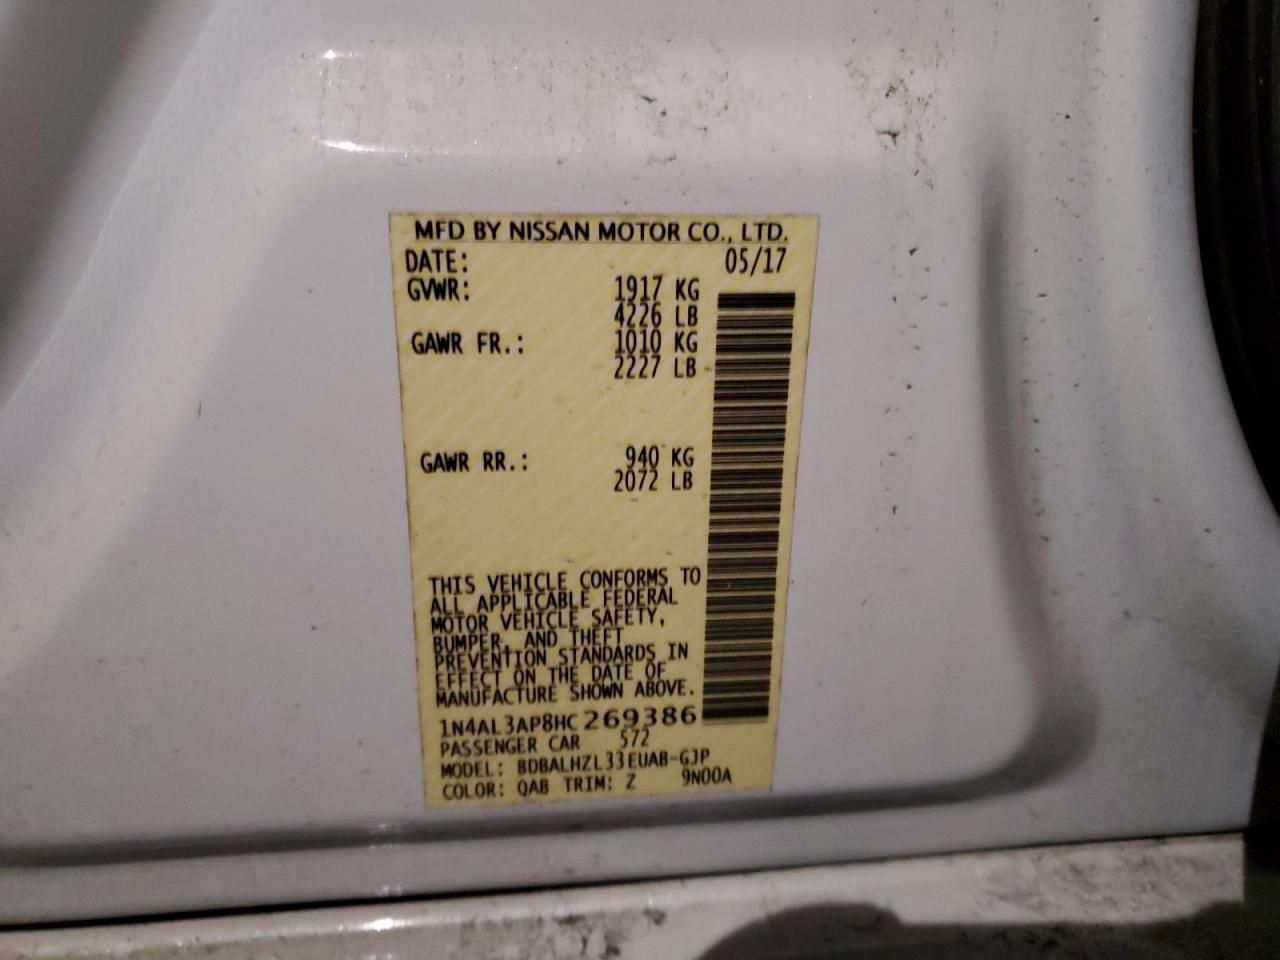 MFD BY NISSAN MOTOR CO., LTD.
DATE: 05/17
GVWR: 1917 KG
4226 LB
GAWR FR.: 1010 KG
2227 LB
GAWR RR.: 940 KG
2072 LB
THIS VEHICLE CONFORMS TO
ALL APPLICABLE FEDERAL
MOTOR VEHICLE SAFETY,
BUMPER, AND THEFT
PREVENTION STANDARDS IN
EFFECT ON THE DATE OF
MANUFACTURE SHOWN ABOVE.
1N4AL3AP8HC269386
PASSENGER CAR 572
MODEL: BDBALHZL33EUAB-GJP
COLOR: QAB TRIM: Z 9N00A